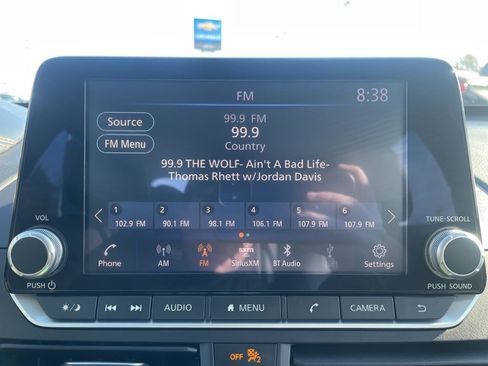 CHEVROLET
FM
8:38
Source
FM Menu
99.9 FM
99.9
Country
99.9 THE WOLF- Ain't A Bad Life-
Thomas Rhett w/Jordan Davis
1 2 3 4 5 6
102.9 FM 90.1 FM 98.1 FM 106.1 FM 107.9 FM 107.9 FM
VOL
TUNE·SCROLL
Phone AM FM SiriusXM BT Audio Settings
PUSH
PUSH SOUND
AUDIO MENU CAMERA
OFF 2